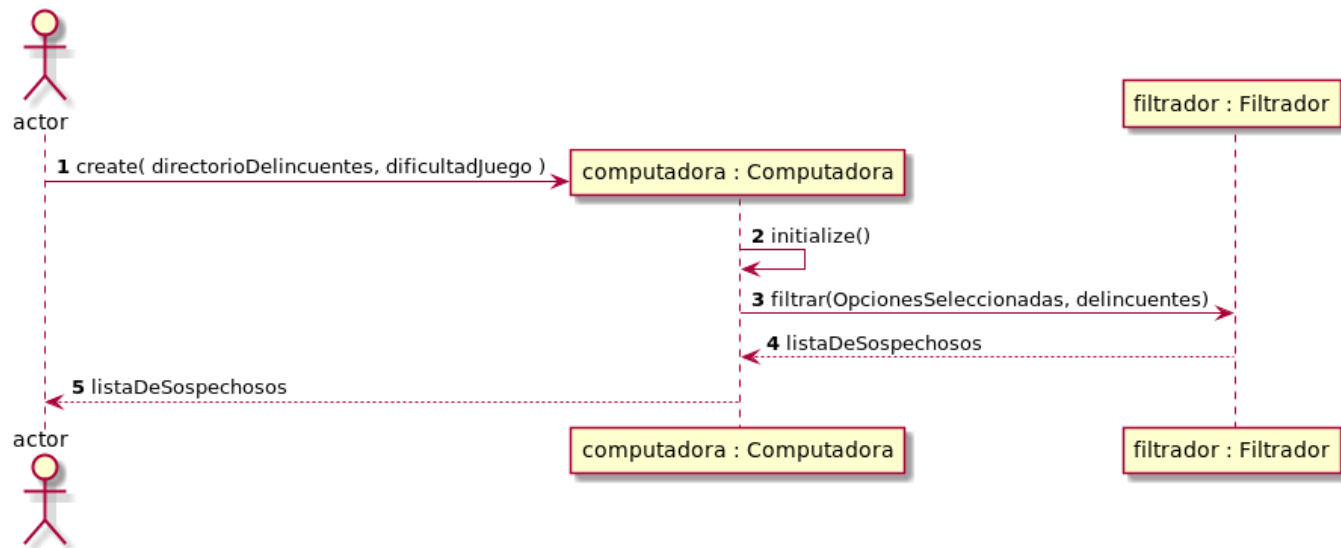 actor
filtrador : Filtrador
1 create( directorioDelincuentes, dificultadJuego )
computadora : Computadora
2 initialize()
3 filtrar(OpcionesSeleccionadas, delincuentes)
4 listaDeSospechosos
5 listaDeSospechosos
actor
computadora : Computadora
filtrador : Filtrador